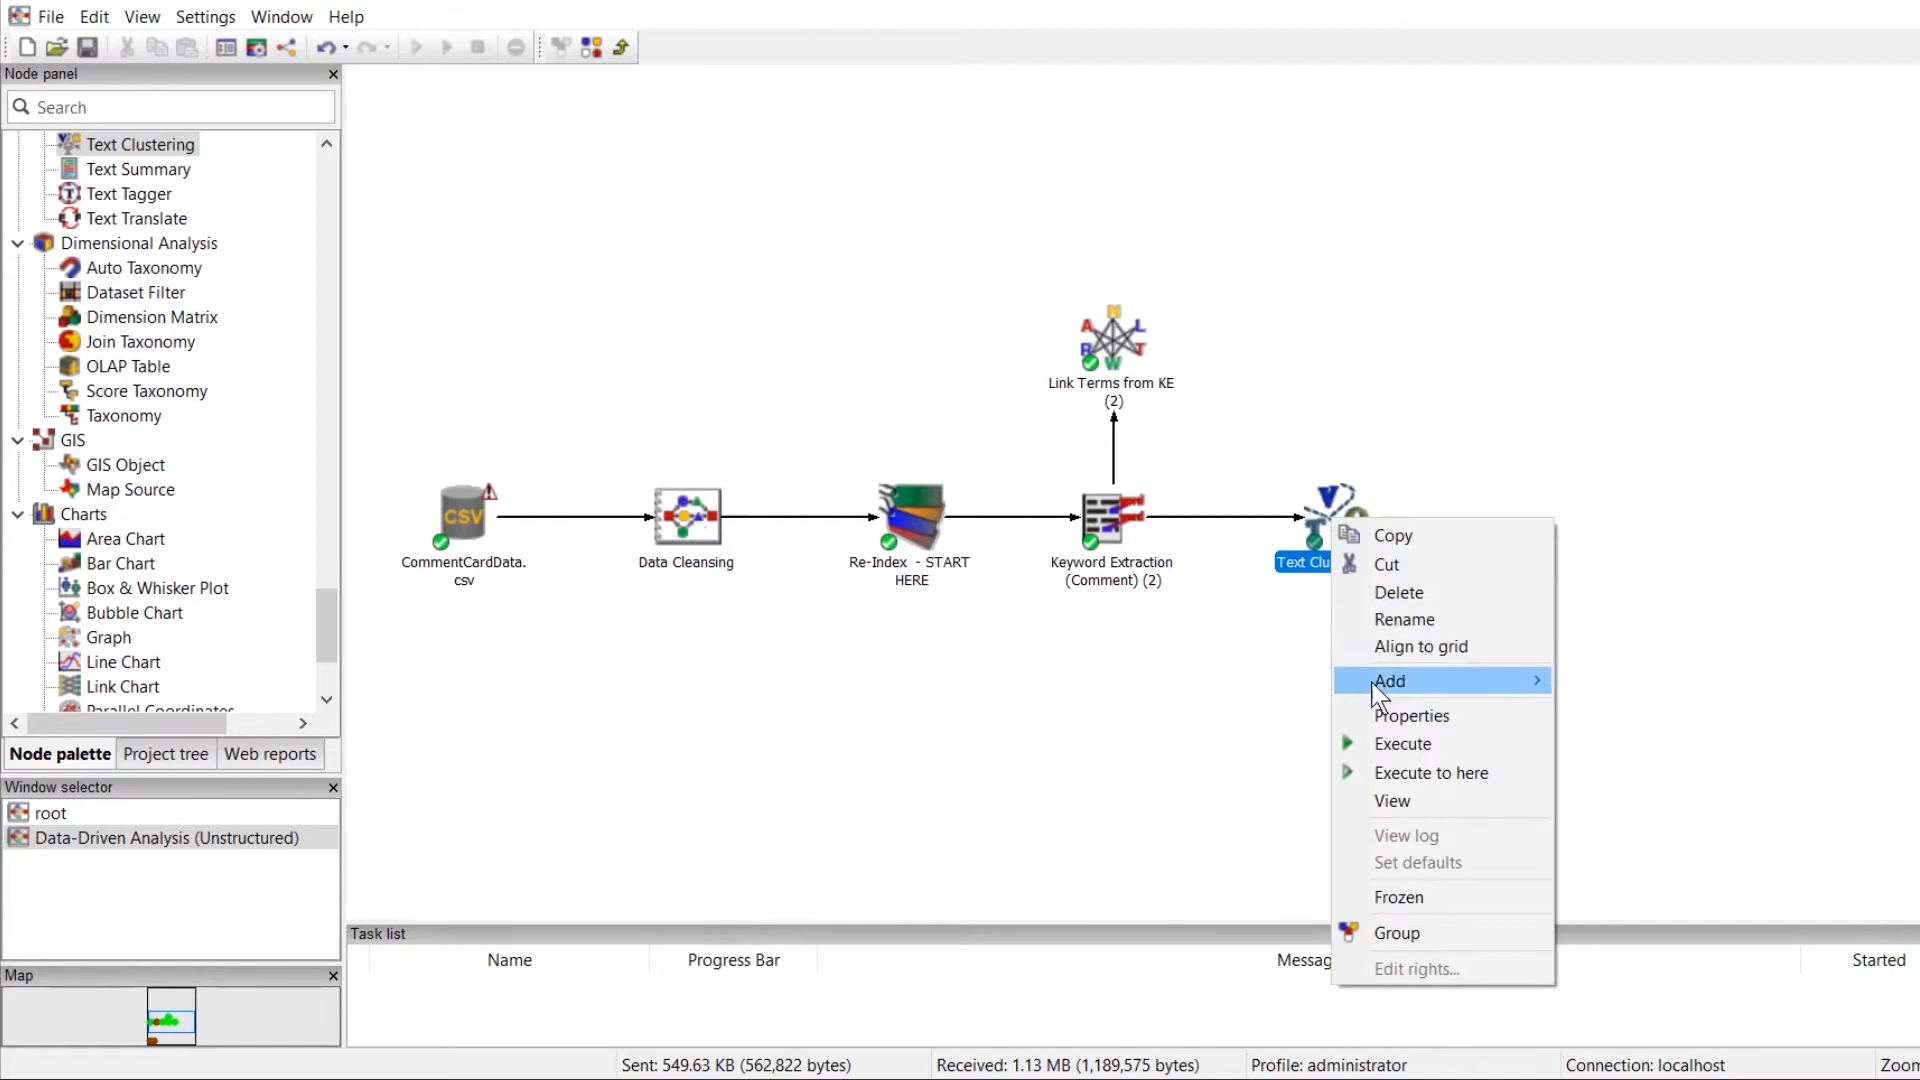 File Edit View Settings Window Help
Node panel
Search
Text Clustering
Text Summary
Text Tagger
Text Translate
Dimensional Analysis
Auto Taxonomy
Dataset Filter
Dimension Matrix
Join Taxonomy
OLAP Table
Score Taxonomy
Taxonomy
GIS
GIS Object
Map Source
Charts
Area Chart
Bar Chart
Box & Whisker Plot
Bubble Chart
Graph
Line Chart
Link Chart
Parallel Coordinates
Node palette Project tree Web reports
Window selector
root
Data-Driven Analysis (Unstructured)
Map
A N L R W T
Link Terms from KE
(2)
CSV
CommentCardData.
csv
Data Cleansing
Re-Index - START
HERE
Keyword Extraction
(Comment) (2)
V T
Text Clu
Copy
Cut
Delete
Rename
Align to grid
Add
Properties
Execute
Execute to here
View
View log
Set defaults
Frozen
Group
Edit rights...
Task list
Name Progress Bar Messag Started
Sent: 549.63 KB (562,822 bytes) Received: 1.13 MB (1,189,575 bytes) Profile: administrator Connection: localhost Zoom